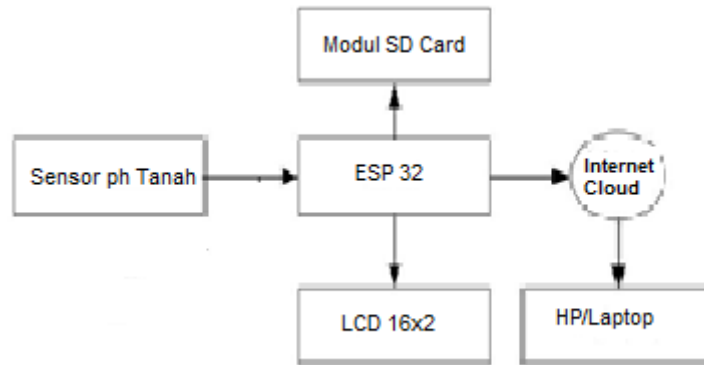 Modul SD Card
Sensor ph Tanah
ESP 32
Internet
Cloud
LCD 16x2
HP/Laptop